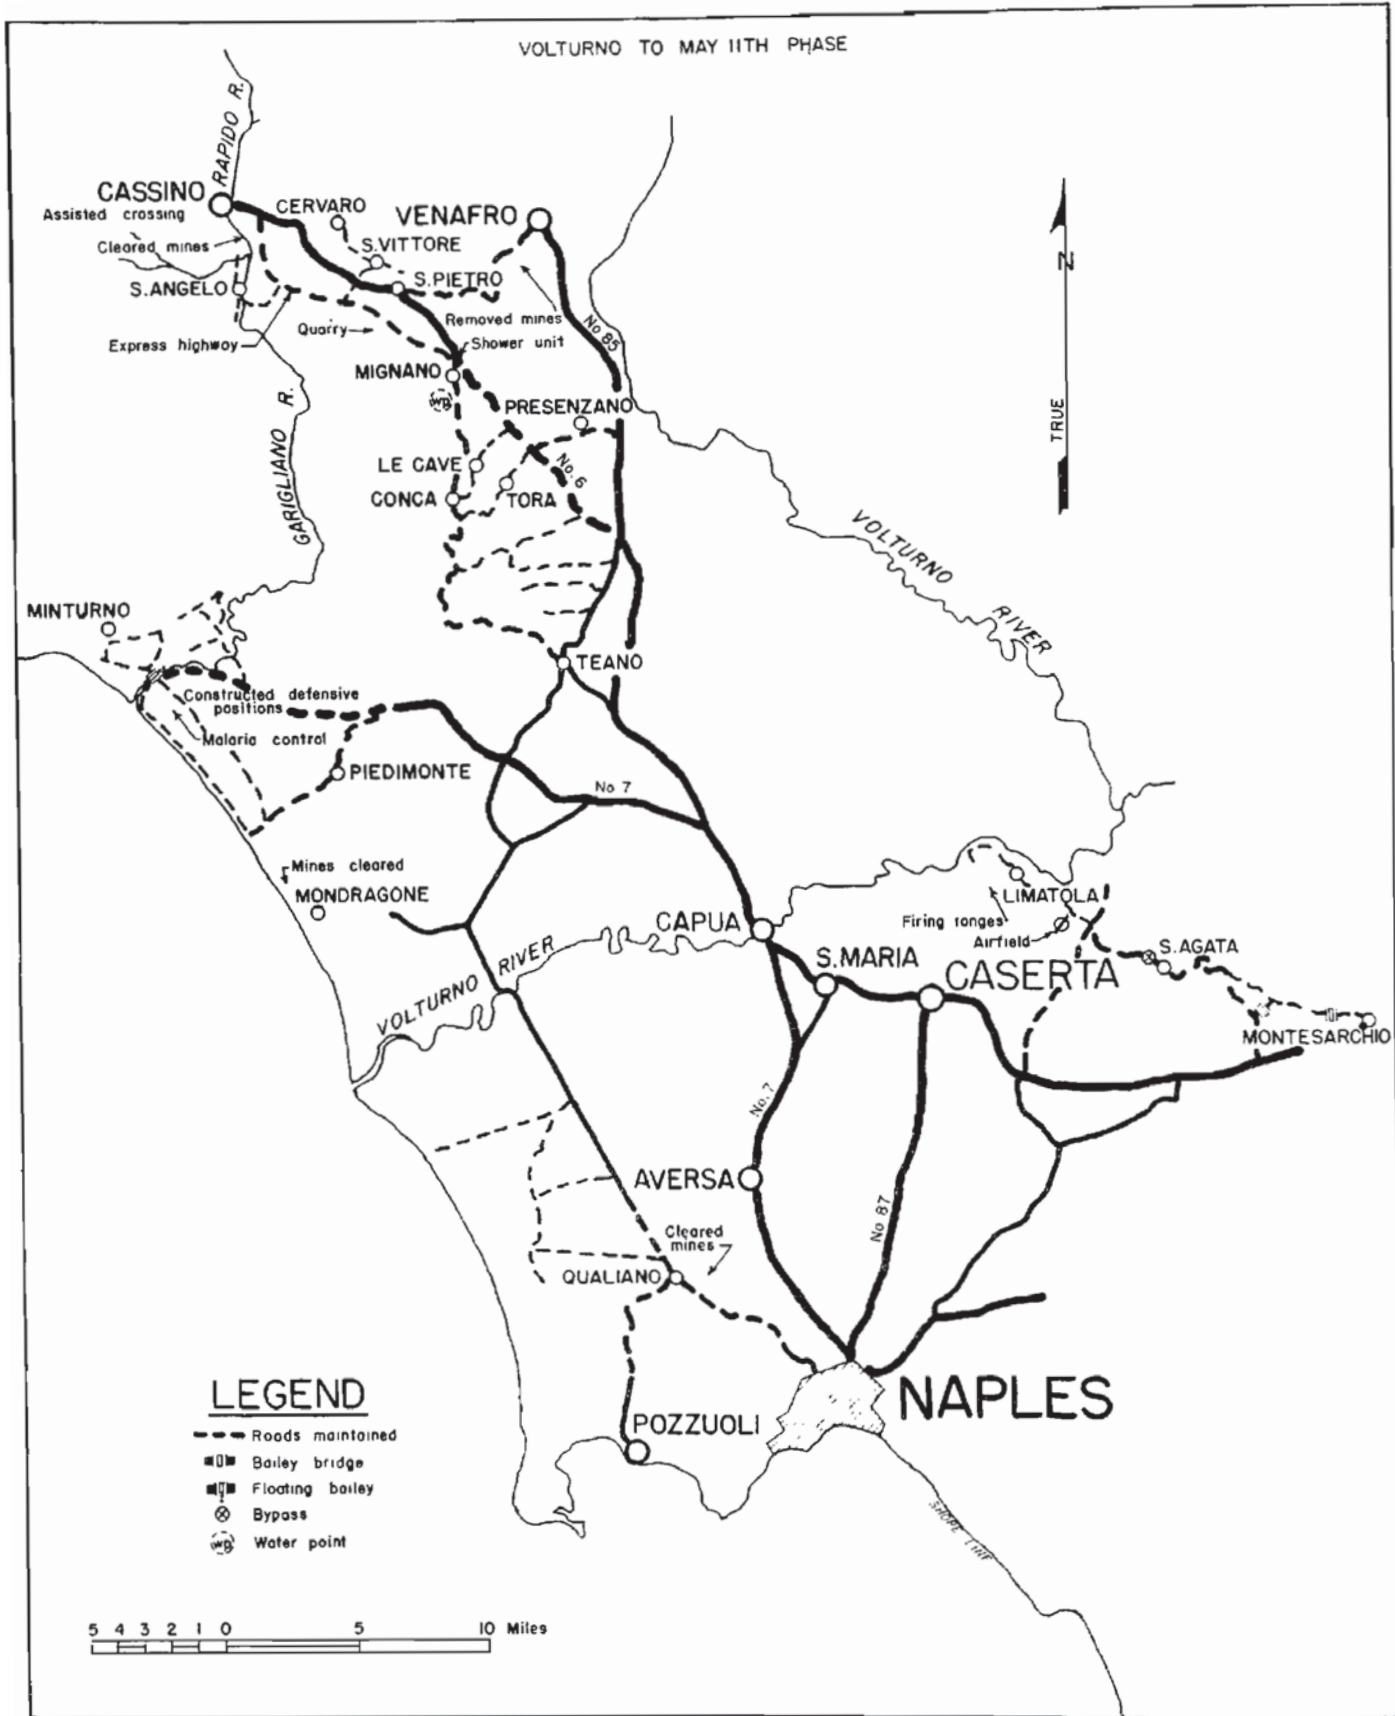 VOLTURNO TO MAY 11TH PHASE
RAPIDO R.
CASSINO
Assisted crossing
CERVARO
VENAFRO
Cleared mines
S.VITTORE
S.ANGELO
S.PIETRO
N
Removed mines
No 85
Quarry
Shower unit
Express highway
MIGNANO
WP
PRESENZANO
TRUE
GARIGLIANO R.
LE CAVE
No. 6
CONCA
TORA
VOLTURNO
RIVER
MINTURNO
TEANO
Constructed defensive
positions
Malaria control
PIEDIMONTE
No 7
Mines cleared
MONDRAGONE
LIMATOLA
CAPUA
Firing ranges
Airfield
S.AGATA
S.MARIA
CASERTA
VOLTURNO RIVER
MONTESARCHIO
No. 7
AVERSA
No 87
Cleared
mines
QUALIANO
NAPLES
POZZUOLI
SHORE LINE
LEGEND
Roads maintained
Bailey bridge
Floating bailey
Bypass
WP Water point
5 4 3 2 1 0 5 10 Miles